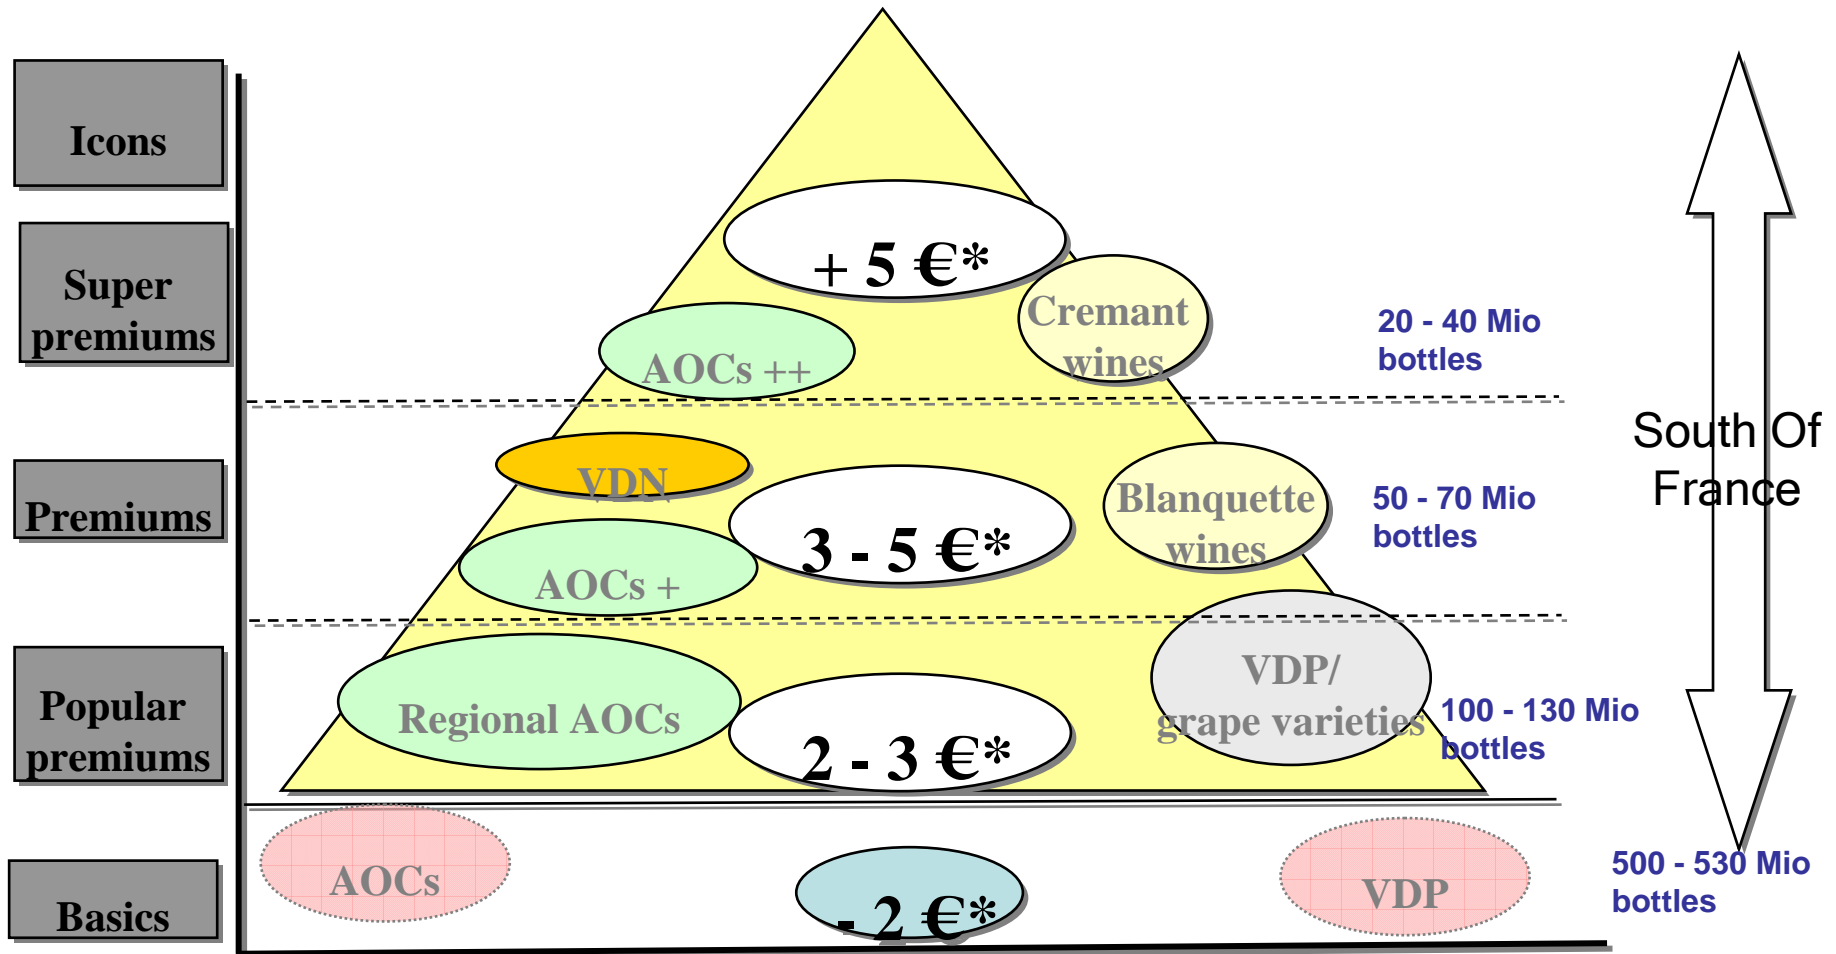 Icons
+ 5 €*
Super
premiums
Cremant
wines
AOCs ++
20 - 40 Mio
bottles
South Of
France
Premiums
VDN
3 - 5 €*
AOCs +
Blanquette
wines
50 - 70 Mio
bottles
Popular
premiums
Regional AOCs
2 - 3 €*
VDP/
grape varieties
100 - 130 Mio
bottles
Basics
AOCs
- 2 €*
VDP
500 - 530 Mio
bottles